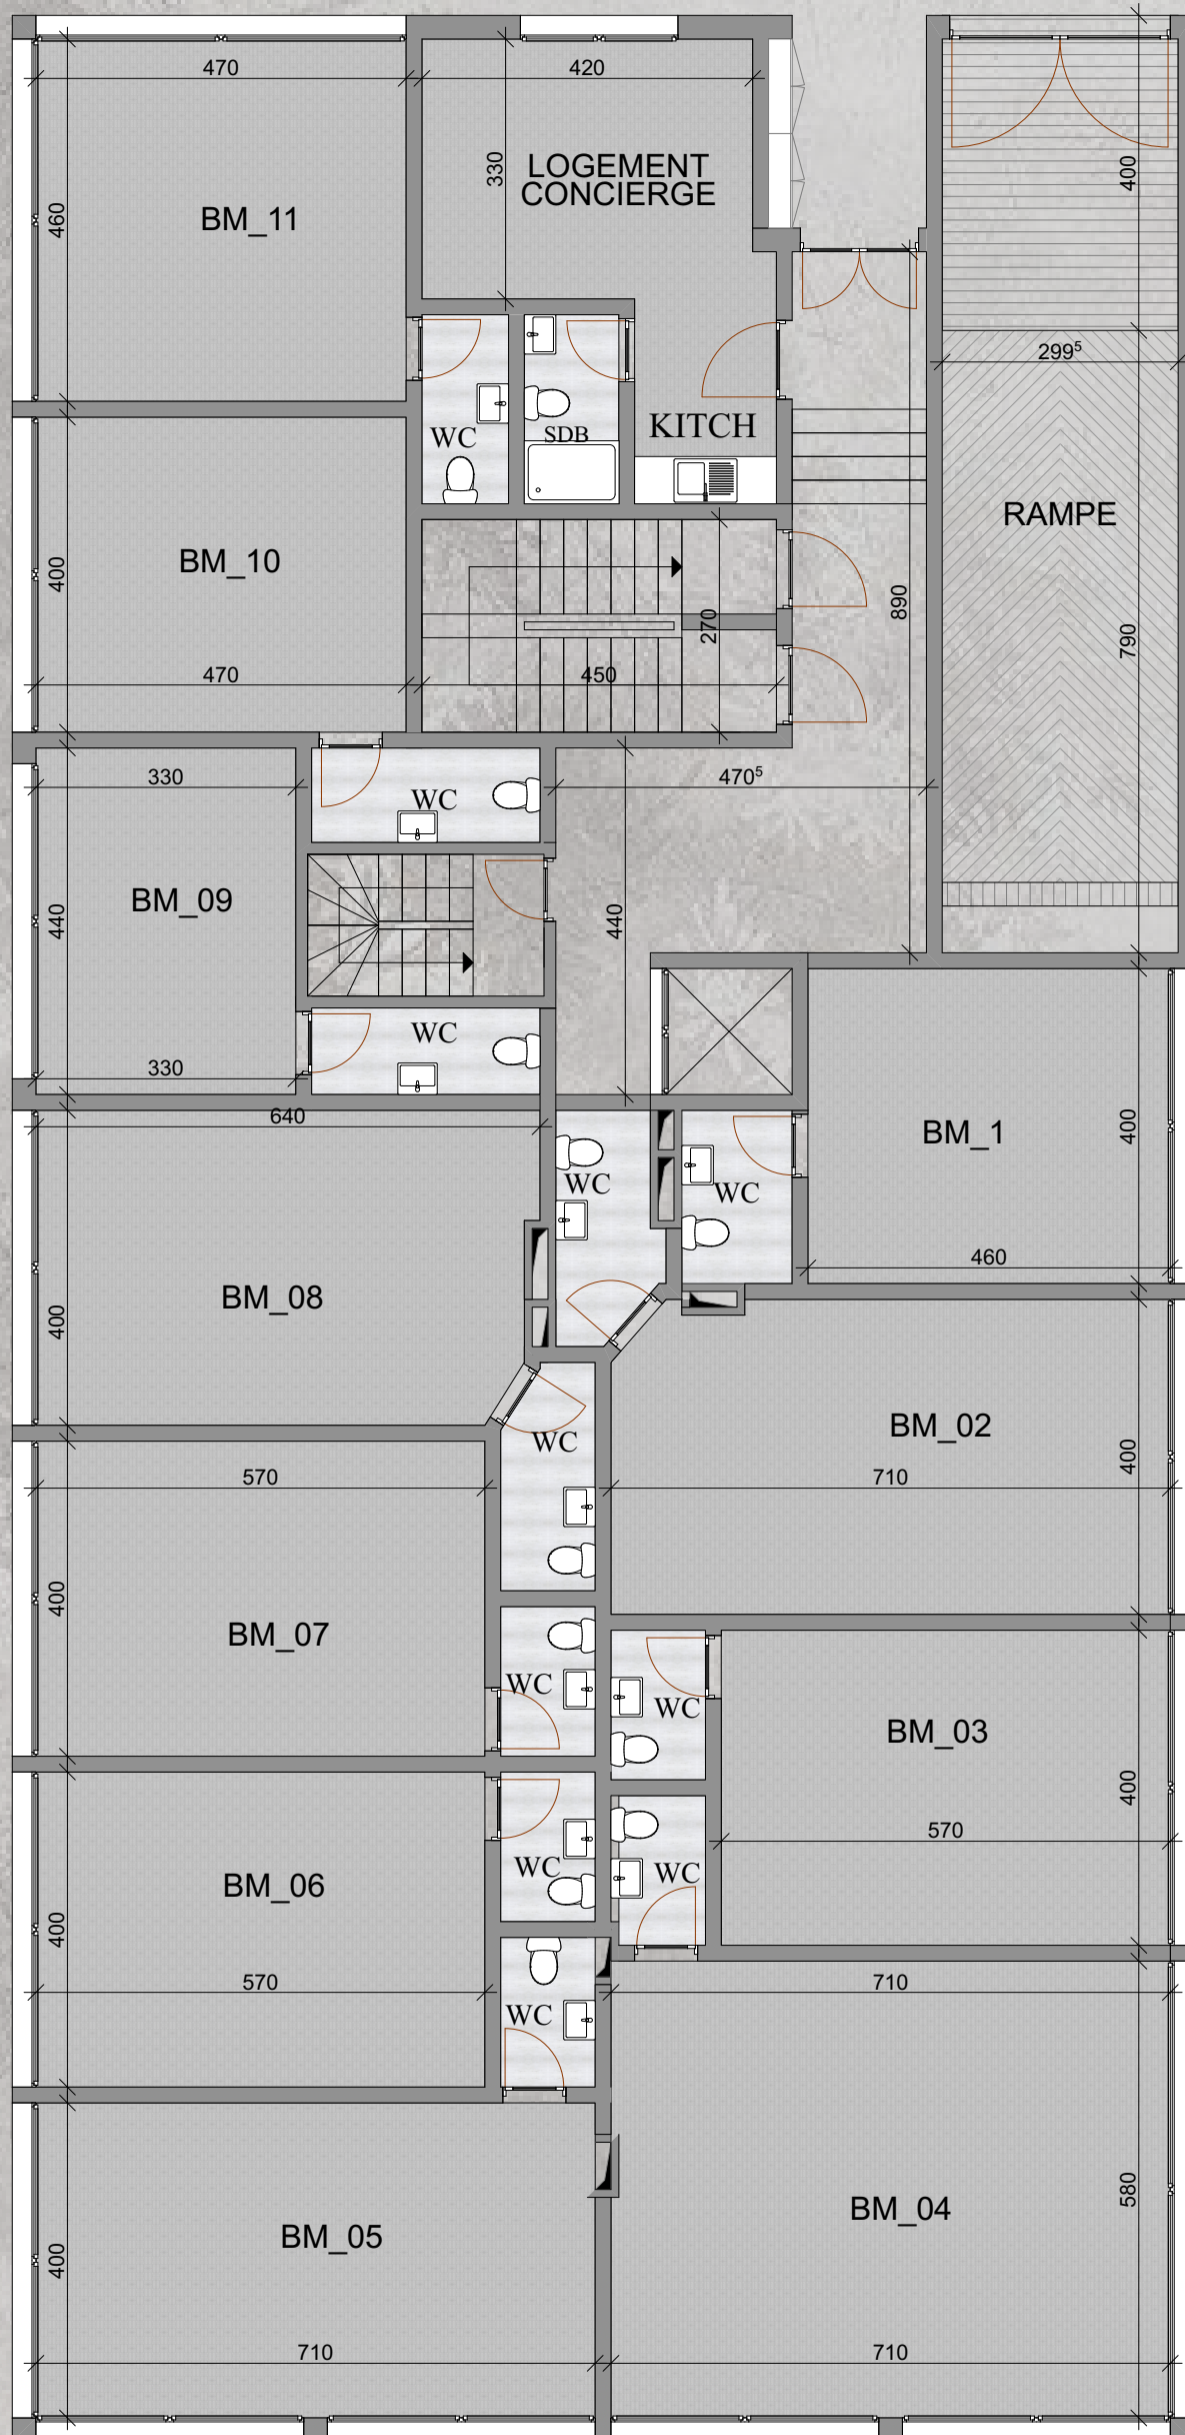 470
420
330
LOGEMENT
CONCIERGE
400
BM_11
460
299⁵
KITCH
WC
SDB
RAMPE
BM_10
400
890
270
790
470
450
330
WC
470⁵
BM_09
440
440
WC
330
640
BM_1
400
WC
WC
460
BM_08
400
BM_02
WC
400
570
710
400
BM_07
WC
WC
BM_03
400
570
WC
WC
BM_06
400
570
710
WC
580
BM_04
BM_05
400
710
710